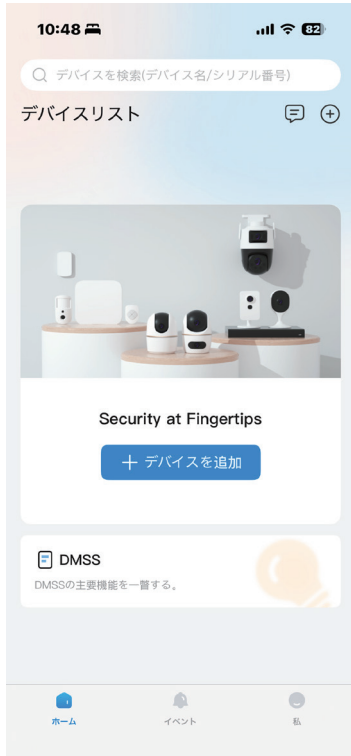 10:48
82
デバイスを検索(デバイス名/シリアル番号)
デバイスリスト
Security at Fingertips
+ デバイスを追加
DMSS
DMSSの主要機能を一瞥する。
ホーム
イベント
私